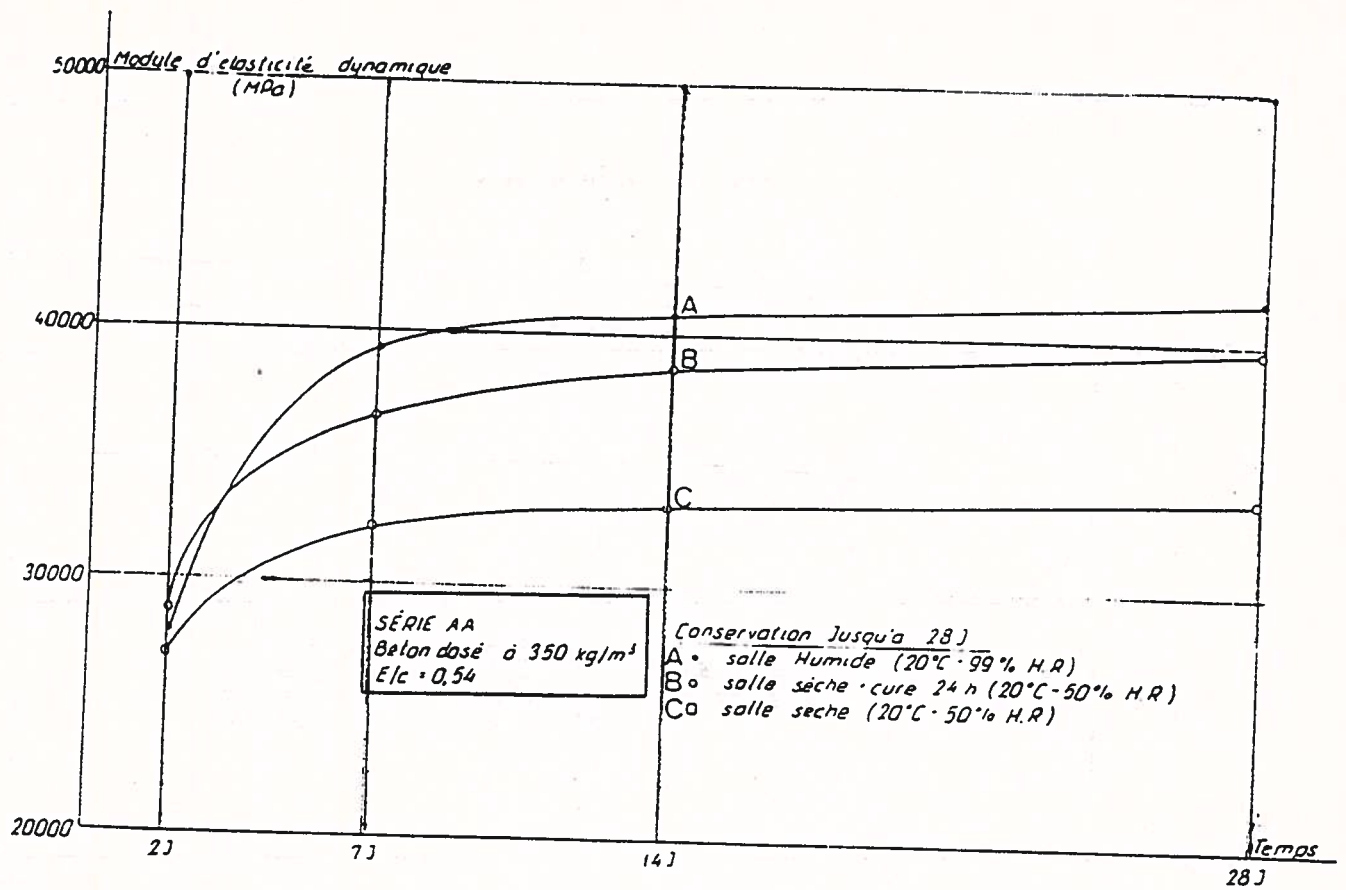 50000 Module d'elasticité dynamique
(MPa)
40000
30000
20000
A
B
C
SÉRIE AA
Beton dosé à 350 kg/m³
E/c = 0,54
Conservation Jusqu'a 28 J
A • salle Humide (20°C - 99% H.R)
B o salle sèche - cure 24 h (20°C - 50% H.R)
C o salle seche (20°C - 50% H.R)
2 J
7 J
14 J
28 J
Temps